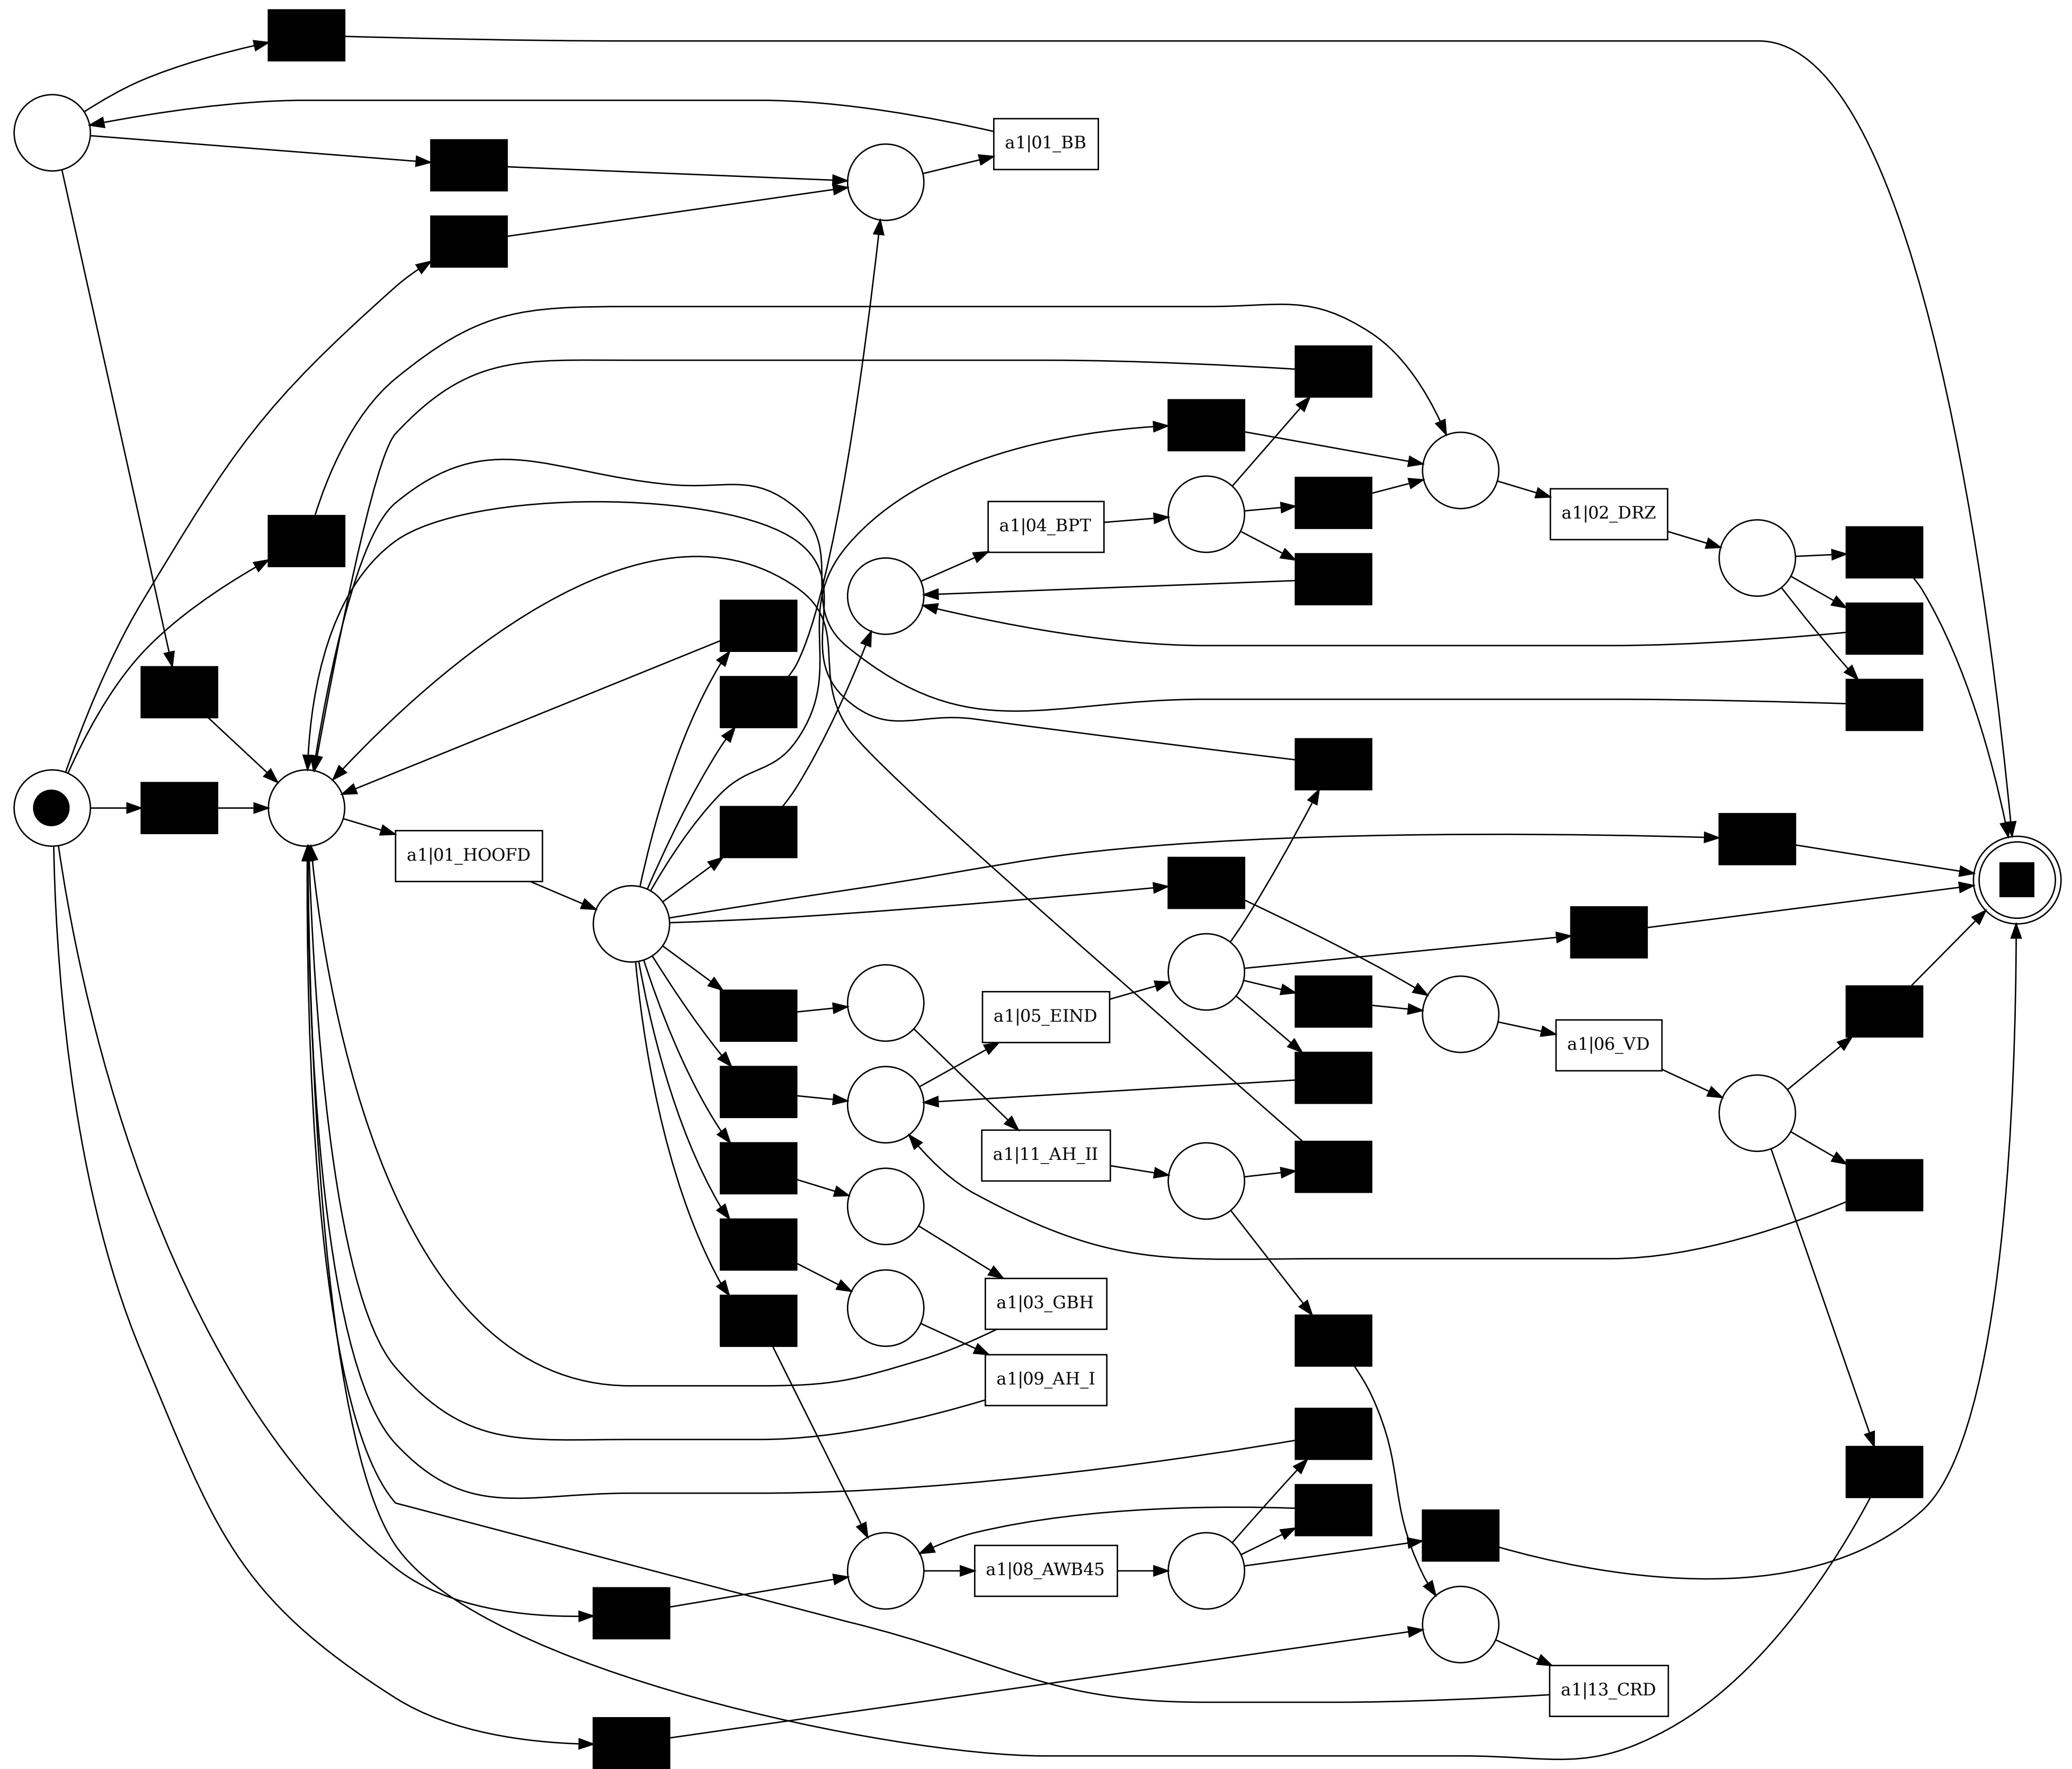 a1|01_BB
a1|04_BPT
a1|02_DRZ
a1|01_HOOFD
a1|05_EIND
a1|06_VD
a1|11_AH_II
a1|03_GBH
a1|09_AH_I
a1|08_AWB45
a1|13_CRD